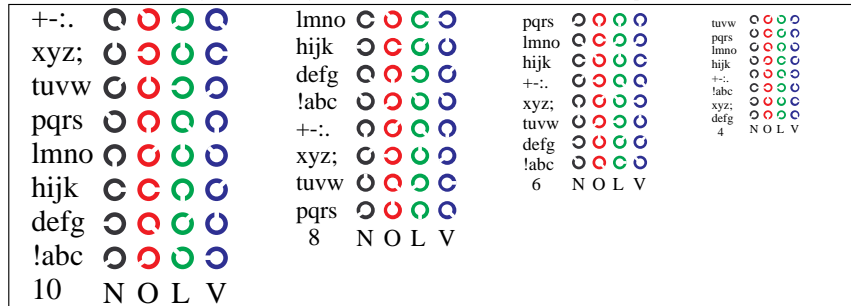 +-:.
xyz;
tuvw
pqrs
lmno
hijk
defg
!abc
10 N O L V
lmno
hijk
defg
!abc
+-:.
xyz;
tuvw
pqrs
8 N O L V
pqrs
lmno
hijk
+-:.
xyz;
tuvw
defg
!abc
6 N O L V
tuvw
pqrs
lmno
hijk
+-:.
!abc
xyz;
defg
4 N O L V